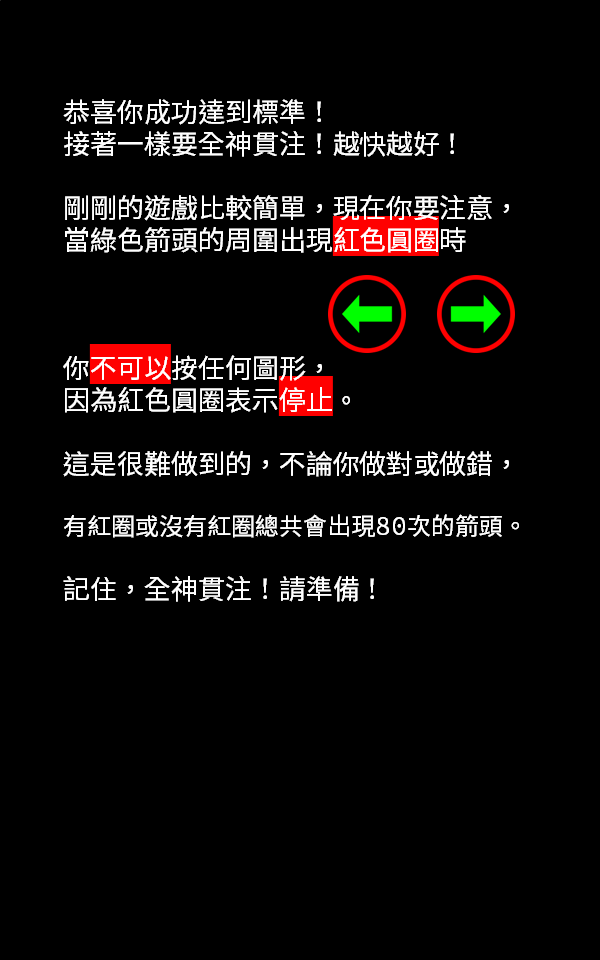 恭喜你成功達到標準！
接著一樣要全神貫注！越快越好！
剛剛的遊戲比較簡單，現在你要注意，
當綠色箭頭的周圍出現紅色圓圈時
你不可以按任何圖形，
因為紅色圓圈表示停止。
這是很難做到的，不論你做對或做錯，
有紅圈或沒有紅圈總共會出現80次的箭頭。
記住，全神貫注！請準備！